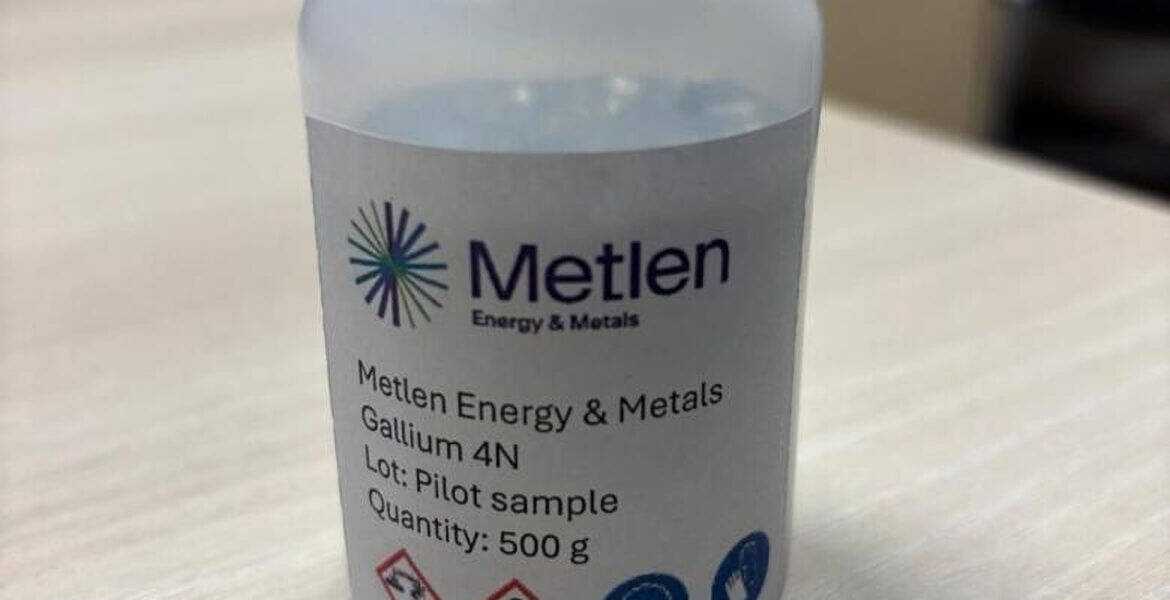 Metlen
Energy & Metals
Metlen Energy & Metals
Gallium 4N
Lot: Pilot sample
Quantity: 500 g